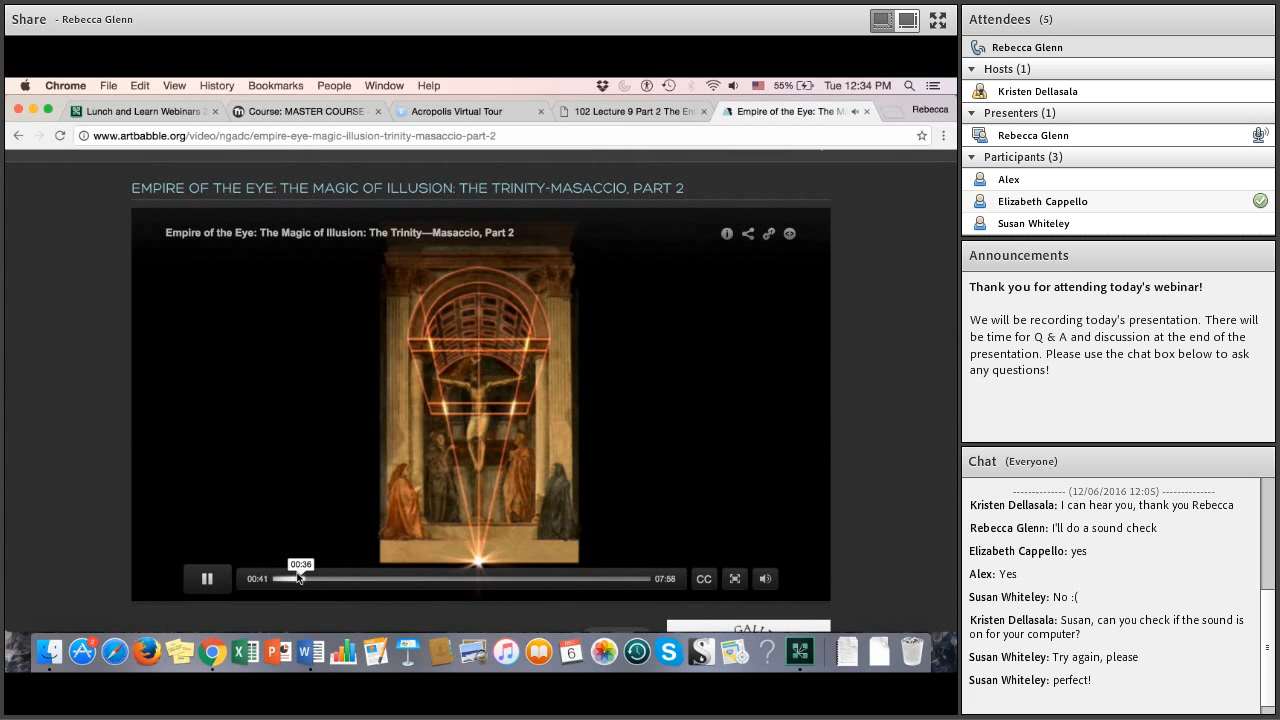 Share - Rebecca Glenn
Chrome File Edit View History Bookmarks People Window Help 55% Tue 12:34 PM
Lunch and Learn Webinars 2 Course: MASTER COURSE - Acropolis Virtual Tour 102 Lecture 9 Part 2 The En Empire of the Eye: The M Rebecca
www.artbabble.org/video/ngadc/empire-eye-magic-illusion-trinity-masaccio-part-2
EMPIRE OF THE EYE: THE MAGIC OF ILLUSION: THE TRINITY-MASACCIO, PART 2
Empire of the Eye: The Magic of Illusion: The Trinity—Masaccio, Part 2
00:36
00:41 07:58 CC
2
6
Attendees (5)
Rebecca Glenn
Hosts (1)
Kristen Dellasala
Presenters (1)
Rebecca Glenn
Participants (3)
Alex
Elizabeth Cappello
Susan Whiteley
Announcements
Thank you for attending today's webinar!
We will be recording today's presentation. There will
be time for Q & A and discussion at the end of the
presentation. Please use the chat box below to ask
any questions!
Chat (Everyone)
-------------- (12/06/2016 12:05) --------------
Kristen Dellasala: I can hear you, thank you Rebecca
Rebecca Glenn: I'll do a sound check
Elizabeth Cappello: yes
Alex: Yes
Susan Whiteley: No :(
Kristen Dellasala: Susan, can you check if the sound is
on for your computer?
Susan Whiteley: Try again, please
Susan Whiteley: perfect!